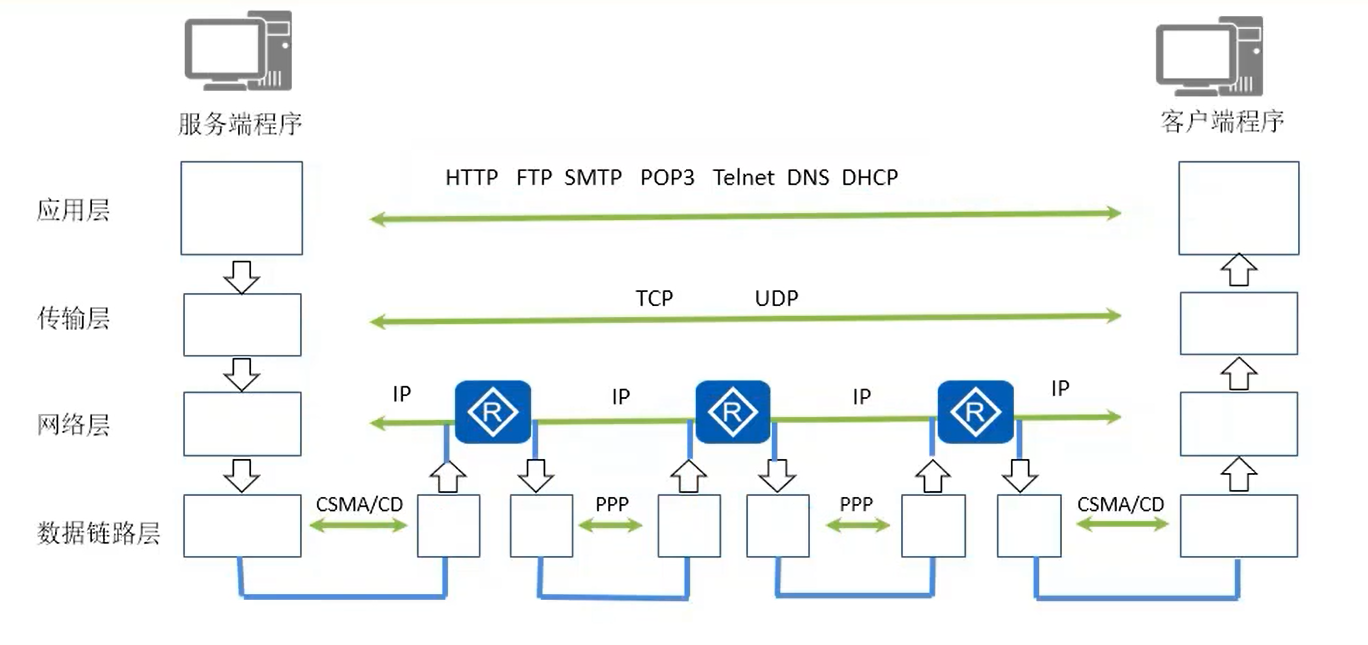 服务端程序
客户端程序
HTTP FTP SMTP POP3 Telnet DNS DHCP
应用层
TCP UDP
传输层
IP IP IP IP
R R R
网络层
CSMA/CD PPP PPP CSMA/CD
数据链路层